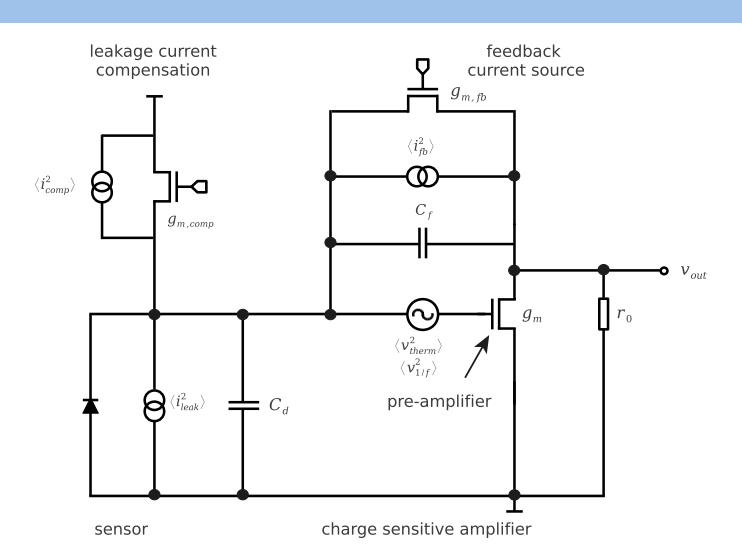 leakage current
compensation
feedback
current source
g_{m,fb}
⟨i²_{fb}⟩
⟨i²_{comp}⟩
g_{m,comp}
C_f
v_{out}
g_m
r_0
⟨v²_{therm}⟩
⟨v²_{1/f}⟩
⟨i²_{leak}⟩
C_d
pre-amplifier
sensor
charge sensitive amplifier